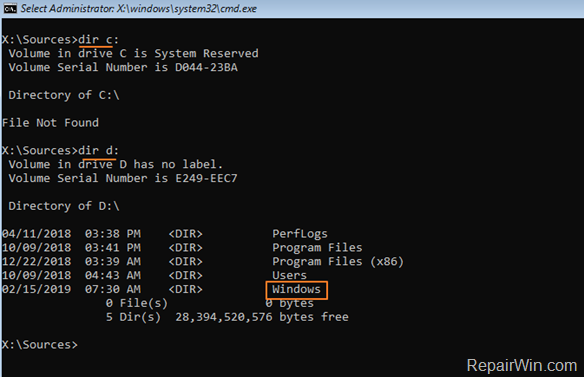 Select Administrator: X:\windows\system32\cmd.exe
X:\Sources>dir c:
Volume in drive C is System Reserved
Volume Serial Number is D044-23BA
Directory of C:\
File Not Found
X:\Sources>dir d:
Volume in drive D has no label.
Volume Serial Number is E249-EEC7
Directory of D:\
04/11/2018 03:38 PM <DIR> PerfLogs
10/09/2018 03:41 PM <DIR> Program Files
12/22/2018 03:39 AM <DIR> Program Files (x86)
10/09/2018 04:43 AM <DIR> Users
02/15/2019 07:30 AM <DIR> Windows
0 File(s) 0 bytes
5 Dir(s) 28,394,520,576 bytes free
X:\Sources>
RepairWin.com